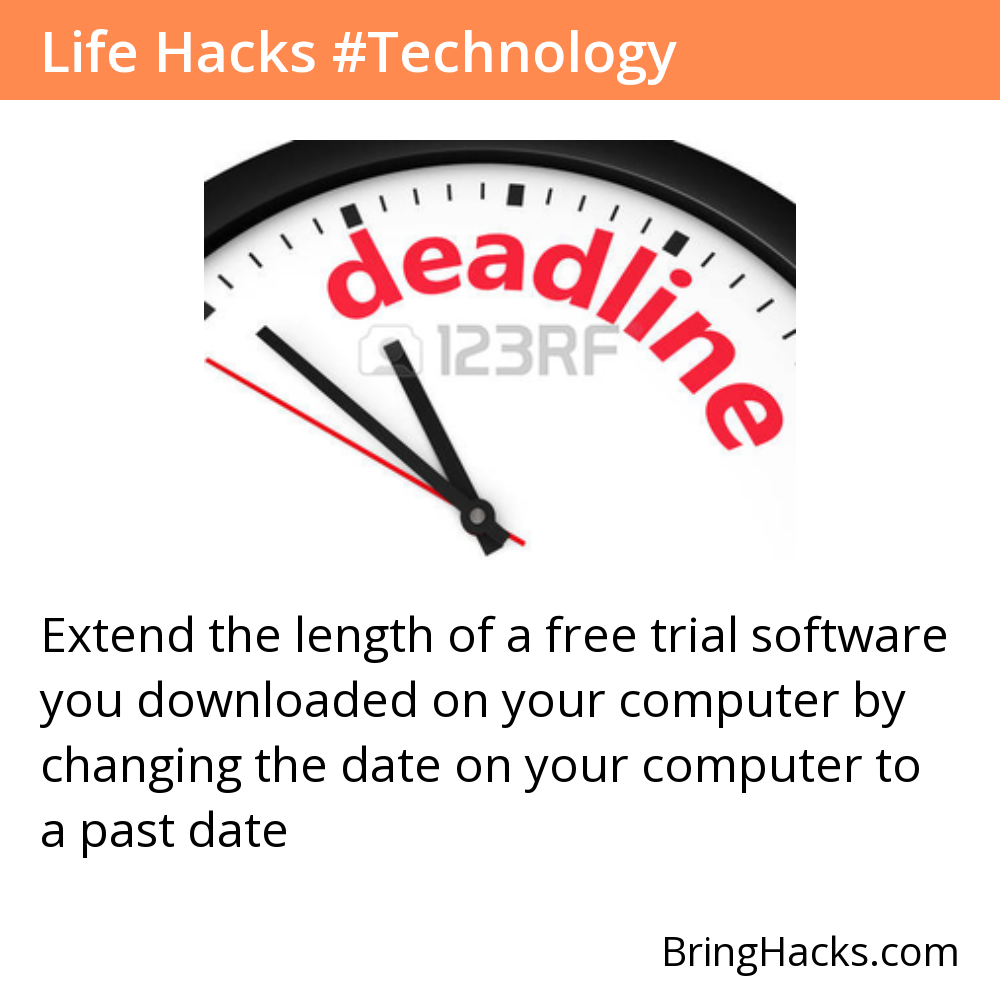 Life Hacks #Technology
deadline
123RF
Extend the length of a free trial software
you downloaded on your computer by
changing the date on your computer to
a past date
BringHacks.com